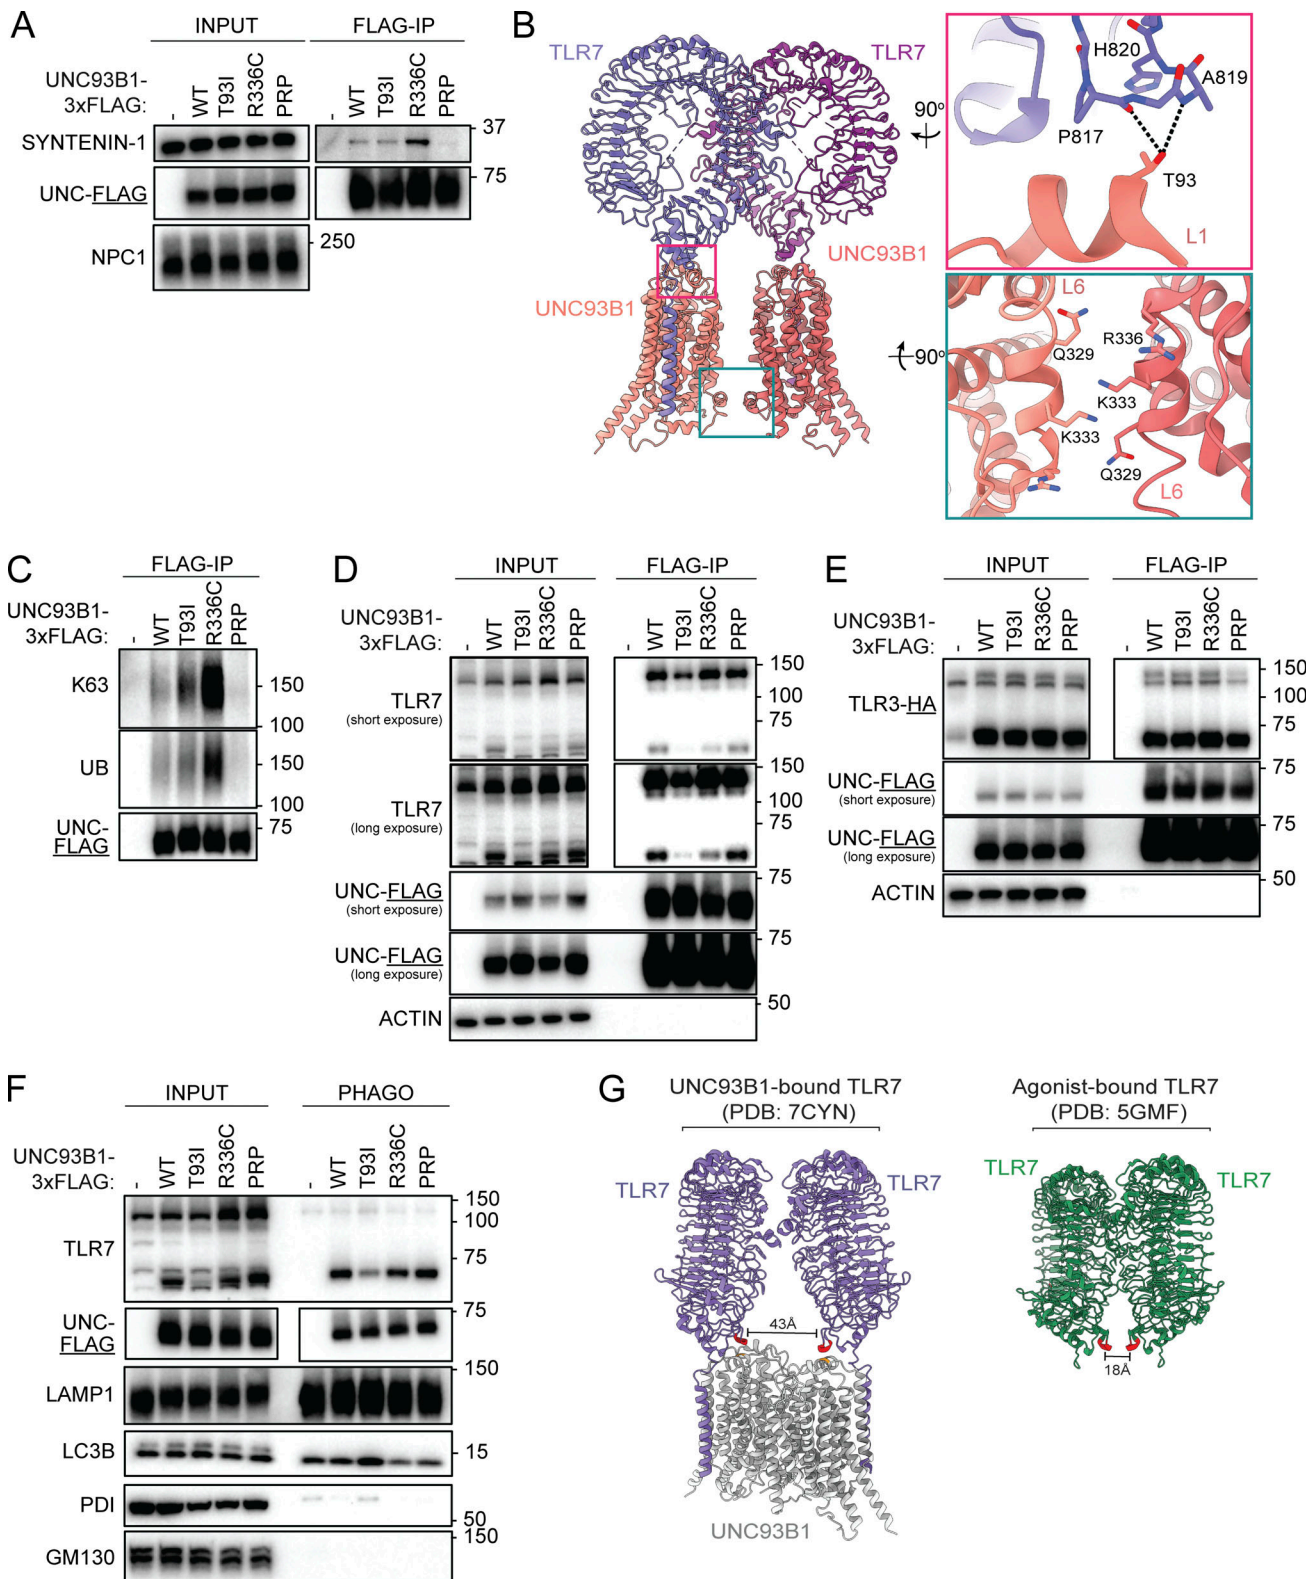 A
INPUT
FLAG-IP
UNC93B1-
3xFLAG:
- WT T93I R336C PRP
- WT T93I R336C PRP
SYNTENIN-1
37
UNC-FLAG
75
NPC1
250
B
TLR7
TLR7
UNC93B1
UNC93B1
90º
H820
A819
P817
T93
L1
90º
L6
Q329
R336
K333
K333
Q329
L6
C
FLAG-IP
UNC93B1-
3xFLAG:
- WT T93I R336C PRP
K63
150
100
UB
150
100
UNC-
FLAG
75
D
INPUT
FLAG-IP
UNC93B1-
3xFLAG:
- WT T93I R336C PRP
- WT T93I R336C PRP
TLR7
(short exposure)
150
100
75
TLR7
(long exposure)
150
100
75
UNC-FLAG
(short exposure)
75
UNC-FLAG
(long exposure)
75
ACTIN
50
E
INPUT
FLAG-IP
UNC93B1-
3xFLAG:
- WT T93I R336C PRP
- WT T93I R336C PRP
TLR3-HA
150
100
75
UNC-FLAG
(short exposure)
75
UNC-FLAG
(long exposure)
75
ACTIN
50
F
INPUT
PHAGO
UNC93B1-
3xFLAG:
- WT T93I R336C PRP
- WT T93I R336C PRP
TLR7
150
100
75
UNC-
FLAG
75
LAMP1
150
LC3B
15
PDI
50
GM130
150
G
UNC93B1-bound TLR7
(PDB: 7CYN)
TLR7
TLR7
43Å
UNC93B1
Agonist-bound TLR7
(PDB: 5GMF)
TLR7
TLR7
18Å